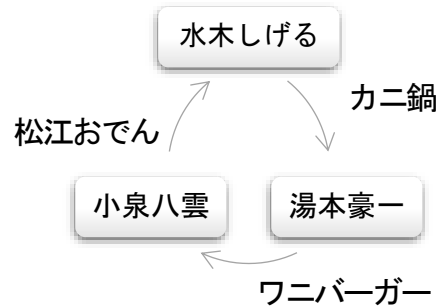 水木しげる
カニ鍋
松江おでん
小泉八雲
湯本豪一
ワニバーガー